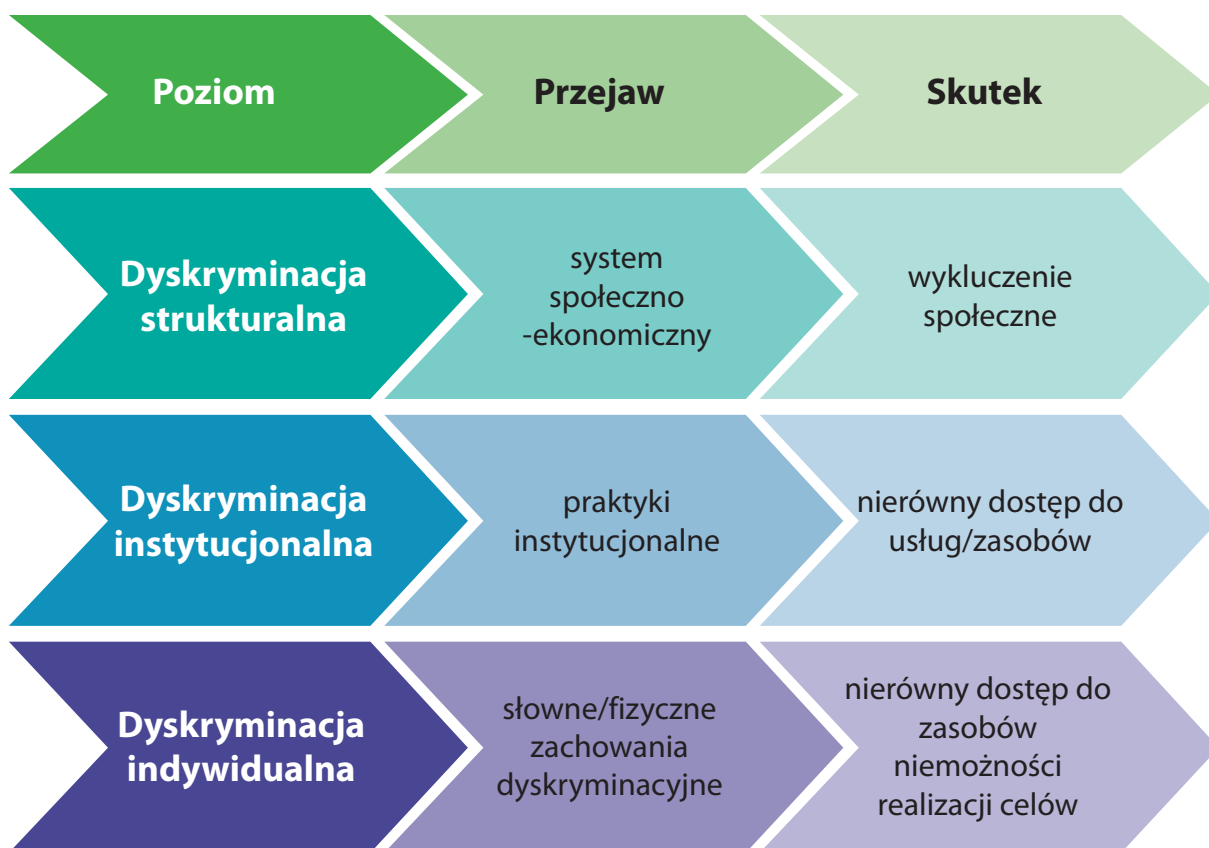 Poziom
Przejaw
Skutek
Dyskryminacja
strukturalna
system
społeczno
-ekonomiczny
wykluczenie
społeczne
Dyskryminacja
instytucjonalna
praktyki
instytucjonalne
nierówny dostęp do
usług/zasobów
Dyskryminacja
indywidualna
słowne/fizyczne
zachowania
dyskryminacyjne
nierówny dostęp do
zasobów
niemożności
realizacji celów